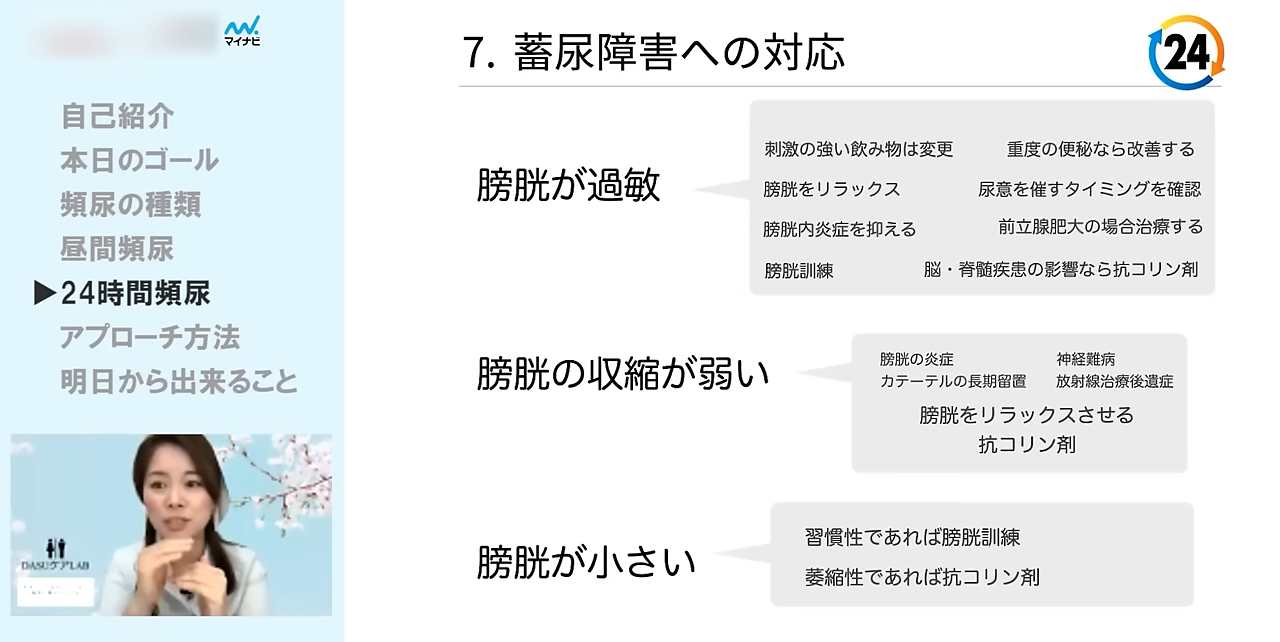 マイナビ
自己紹介
本日のゴール
頻尿の種類
昼間頻尿
▶24時間頻尿
アプローチ方法
明日から出来ること
DASUケアLAB
7. 蓄尿障害への対応
24
膀胱が過敏
刺激の強い飲み物は変更
重度の便秘なら改善する
膀胱をリラックス
尿意を催すタイミングを確認
膀胱内炎症を抑える
前立腺肥大の場合治療する
膀胱訓練
脳・脊髄疾患の影響なら抗コリン剤
膀胱の収縮が弱い
膀胱の炎症
神経難病
カテーテルの長期留置
放射線治療後遺症
膀胱をリラックスさせる
抗コリン剤
膀胱が小さい
習慣性であれば膀胱訓練
萎縮性であれば抗コリン剤